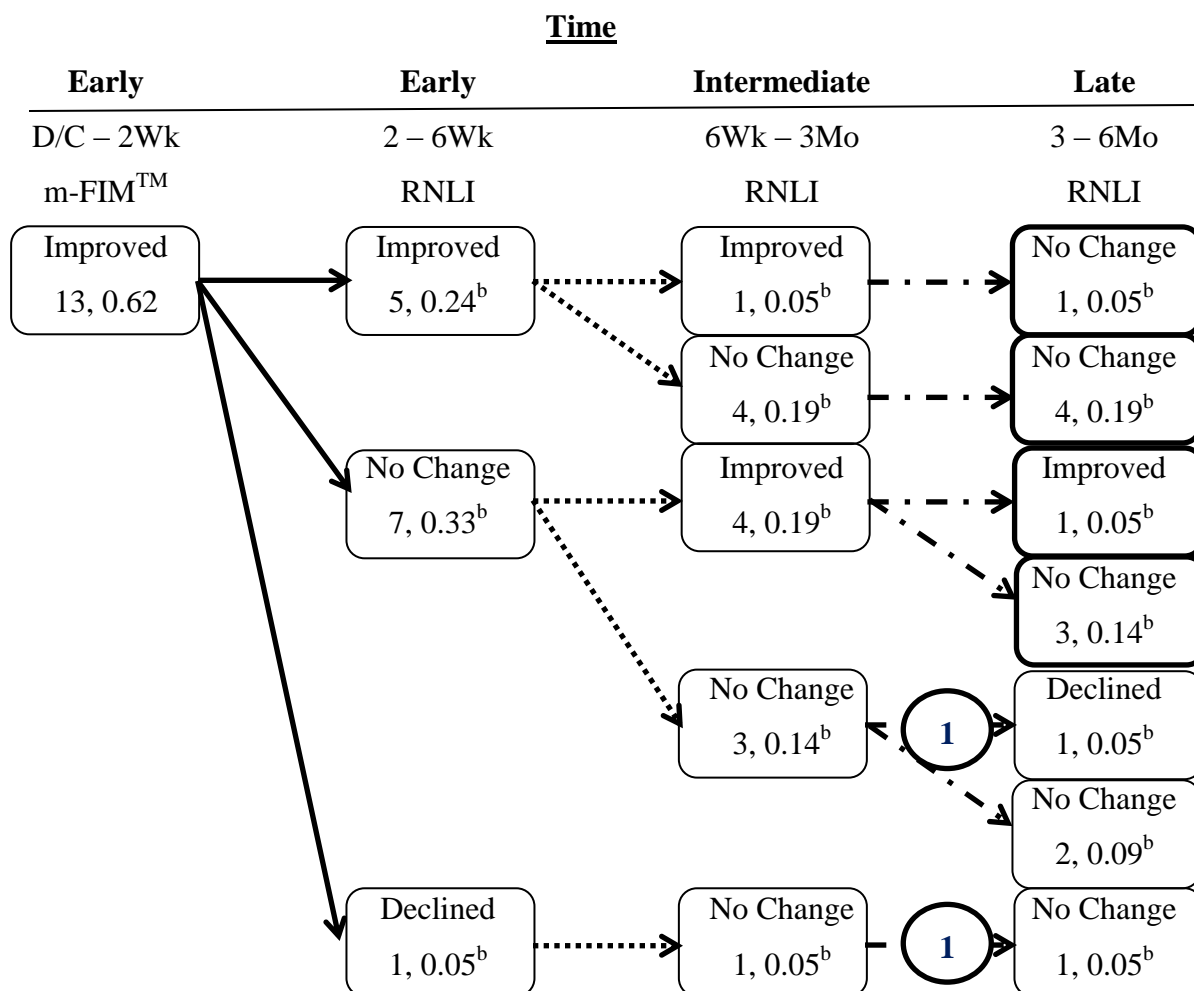 Time
Early Early Intermediate Late
D/C – 2Wk 2 – 6Wk 6Wk – 3Mo 3 – 6Mo
m-FIM™ RNLI RNLI RNLI
Improved Improved Improved No Change
13, 0.62 5, 0.24ᵇ 1, 0.05ᵇ 1, 0.05ᵇ
No Change No Change
4, 0.19ᵇ 4, 0.19ᵇ
No Change Improved Improved
7, 0.33ᵇ 4, 0.19ᵇ 1, 0.05ᵇ
No Change
3, 0.14ᵇ
No Change Declined
3, 0.14ᵇ 1 1, 0.05ᵇ
No Change
2, 0.09ᵇ
Declined No Change No Change
1, 0.05ᵇ 1, 0.05ᵇ 1 1, 0.05ᵇ